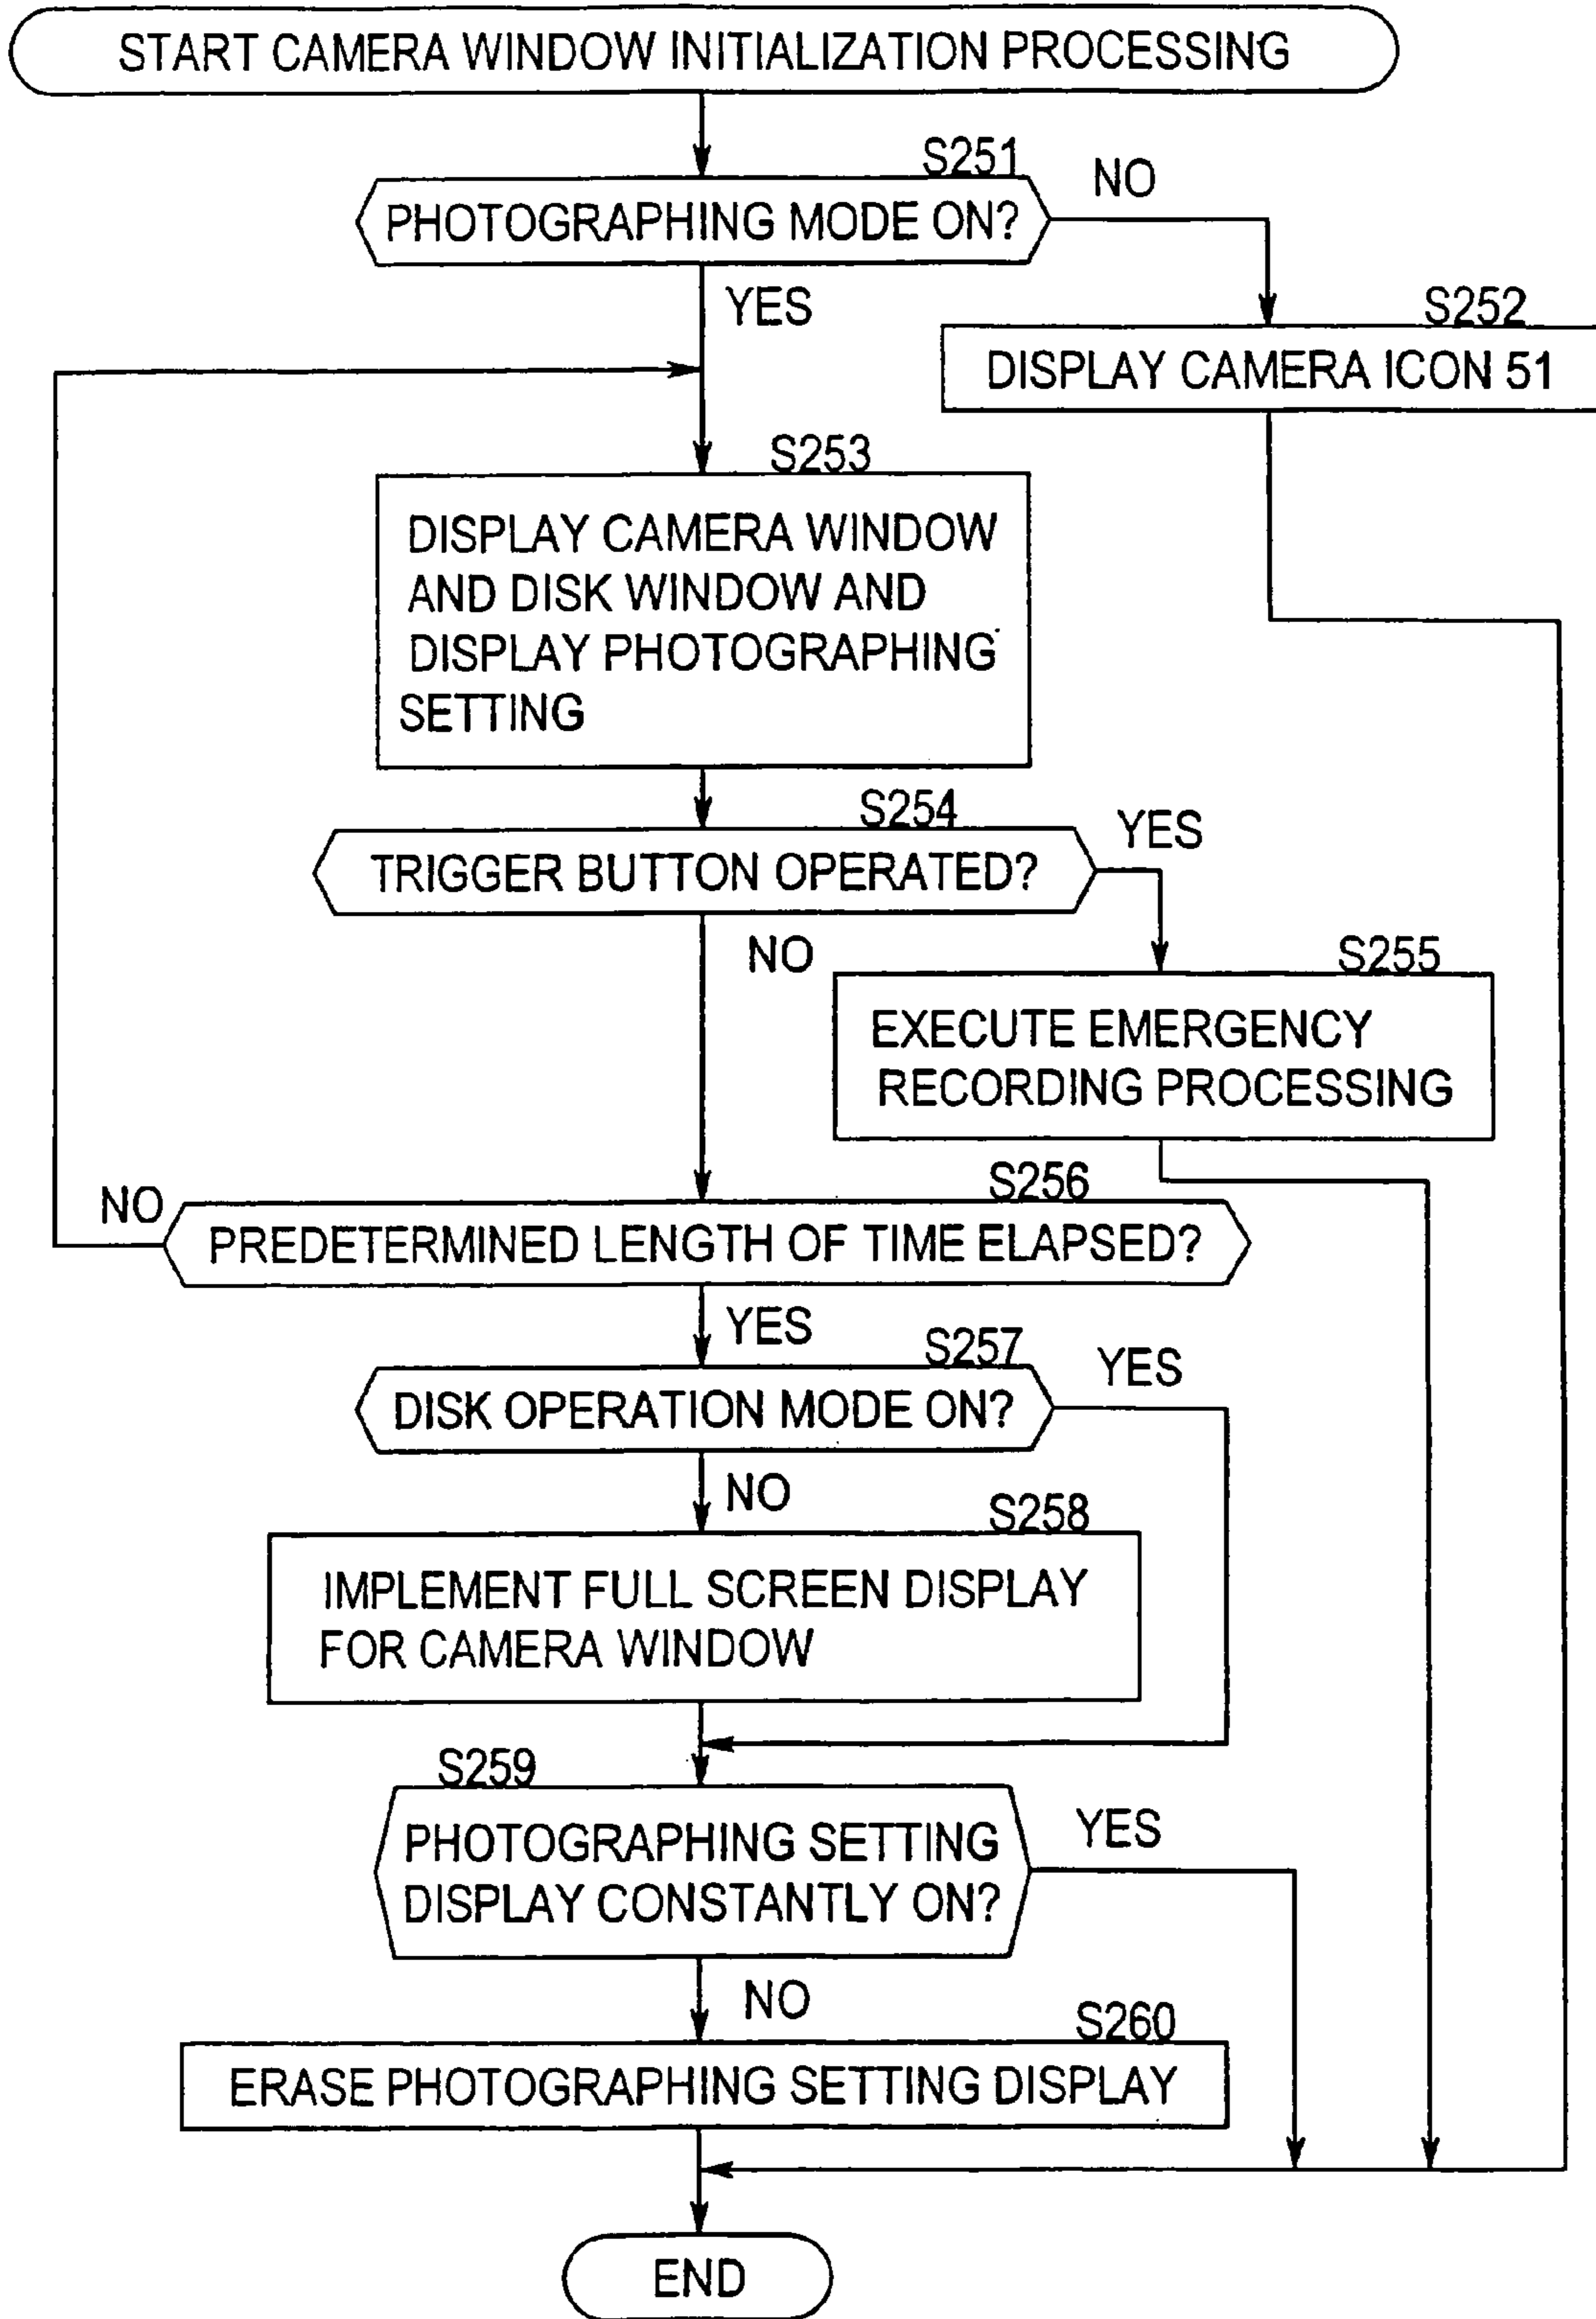 START CAMERA WINDOW INITIALIZATION PROCESSING
S251
PHOTOGRAPHING MODE ON?
NO
YES
S252
DISPLAY CAMERA ICON 51
S253
DISPLAY CAMERA WINDOW
AND DISK WINDOW AND
DISPLAY PHOTOGRAPHING
SETTING
S254
TRIGGER BUTTON OPERATED?
YES
NO
S255
EXECUTE EMERGENCY
RECORDING PROCESSING
S256
NO
PREDETERMINED LENGTH OF TIME ELAPSED?
YES
S257
DISK OPERATION MODE ON?
YES
NO
S258
IMPLEMENT FULL SCREEN DISPLAY
FOR CAMERA WINDOW
S259
PHOTOGRAPHING SETTING
DISPLAY CONSTANTLY ON?
YES
NO
S260
ERASE PHOTOGRAPHING SETTING DISPLAY
END